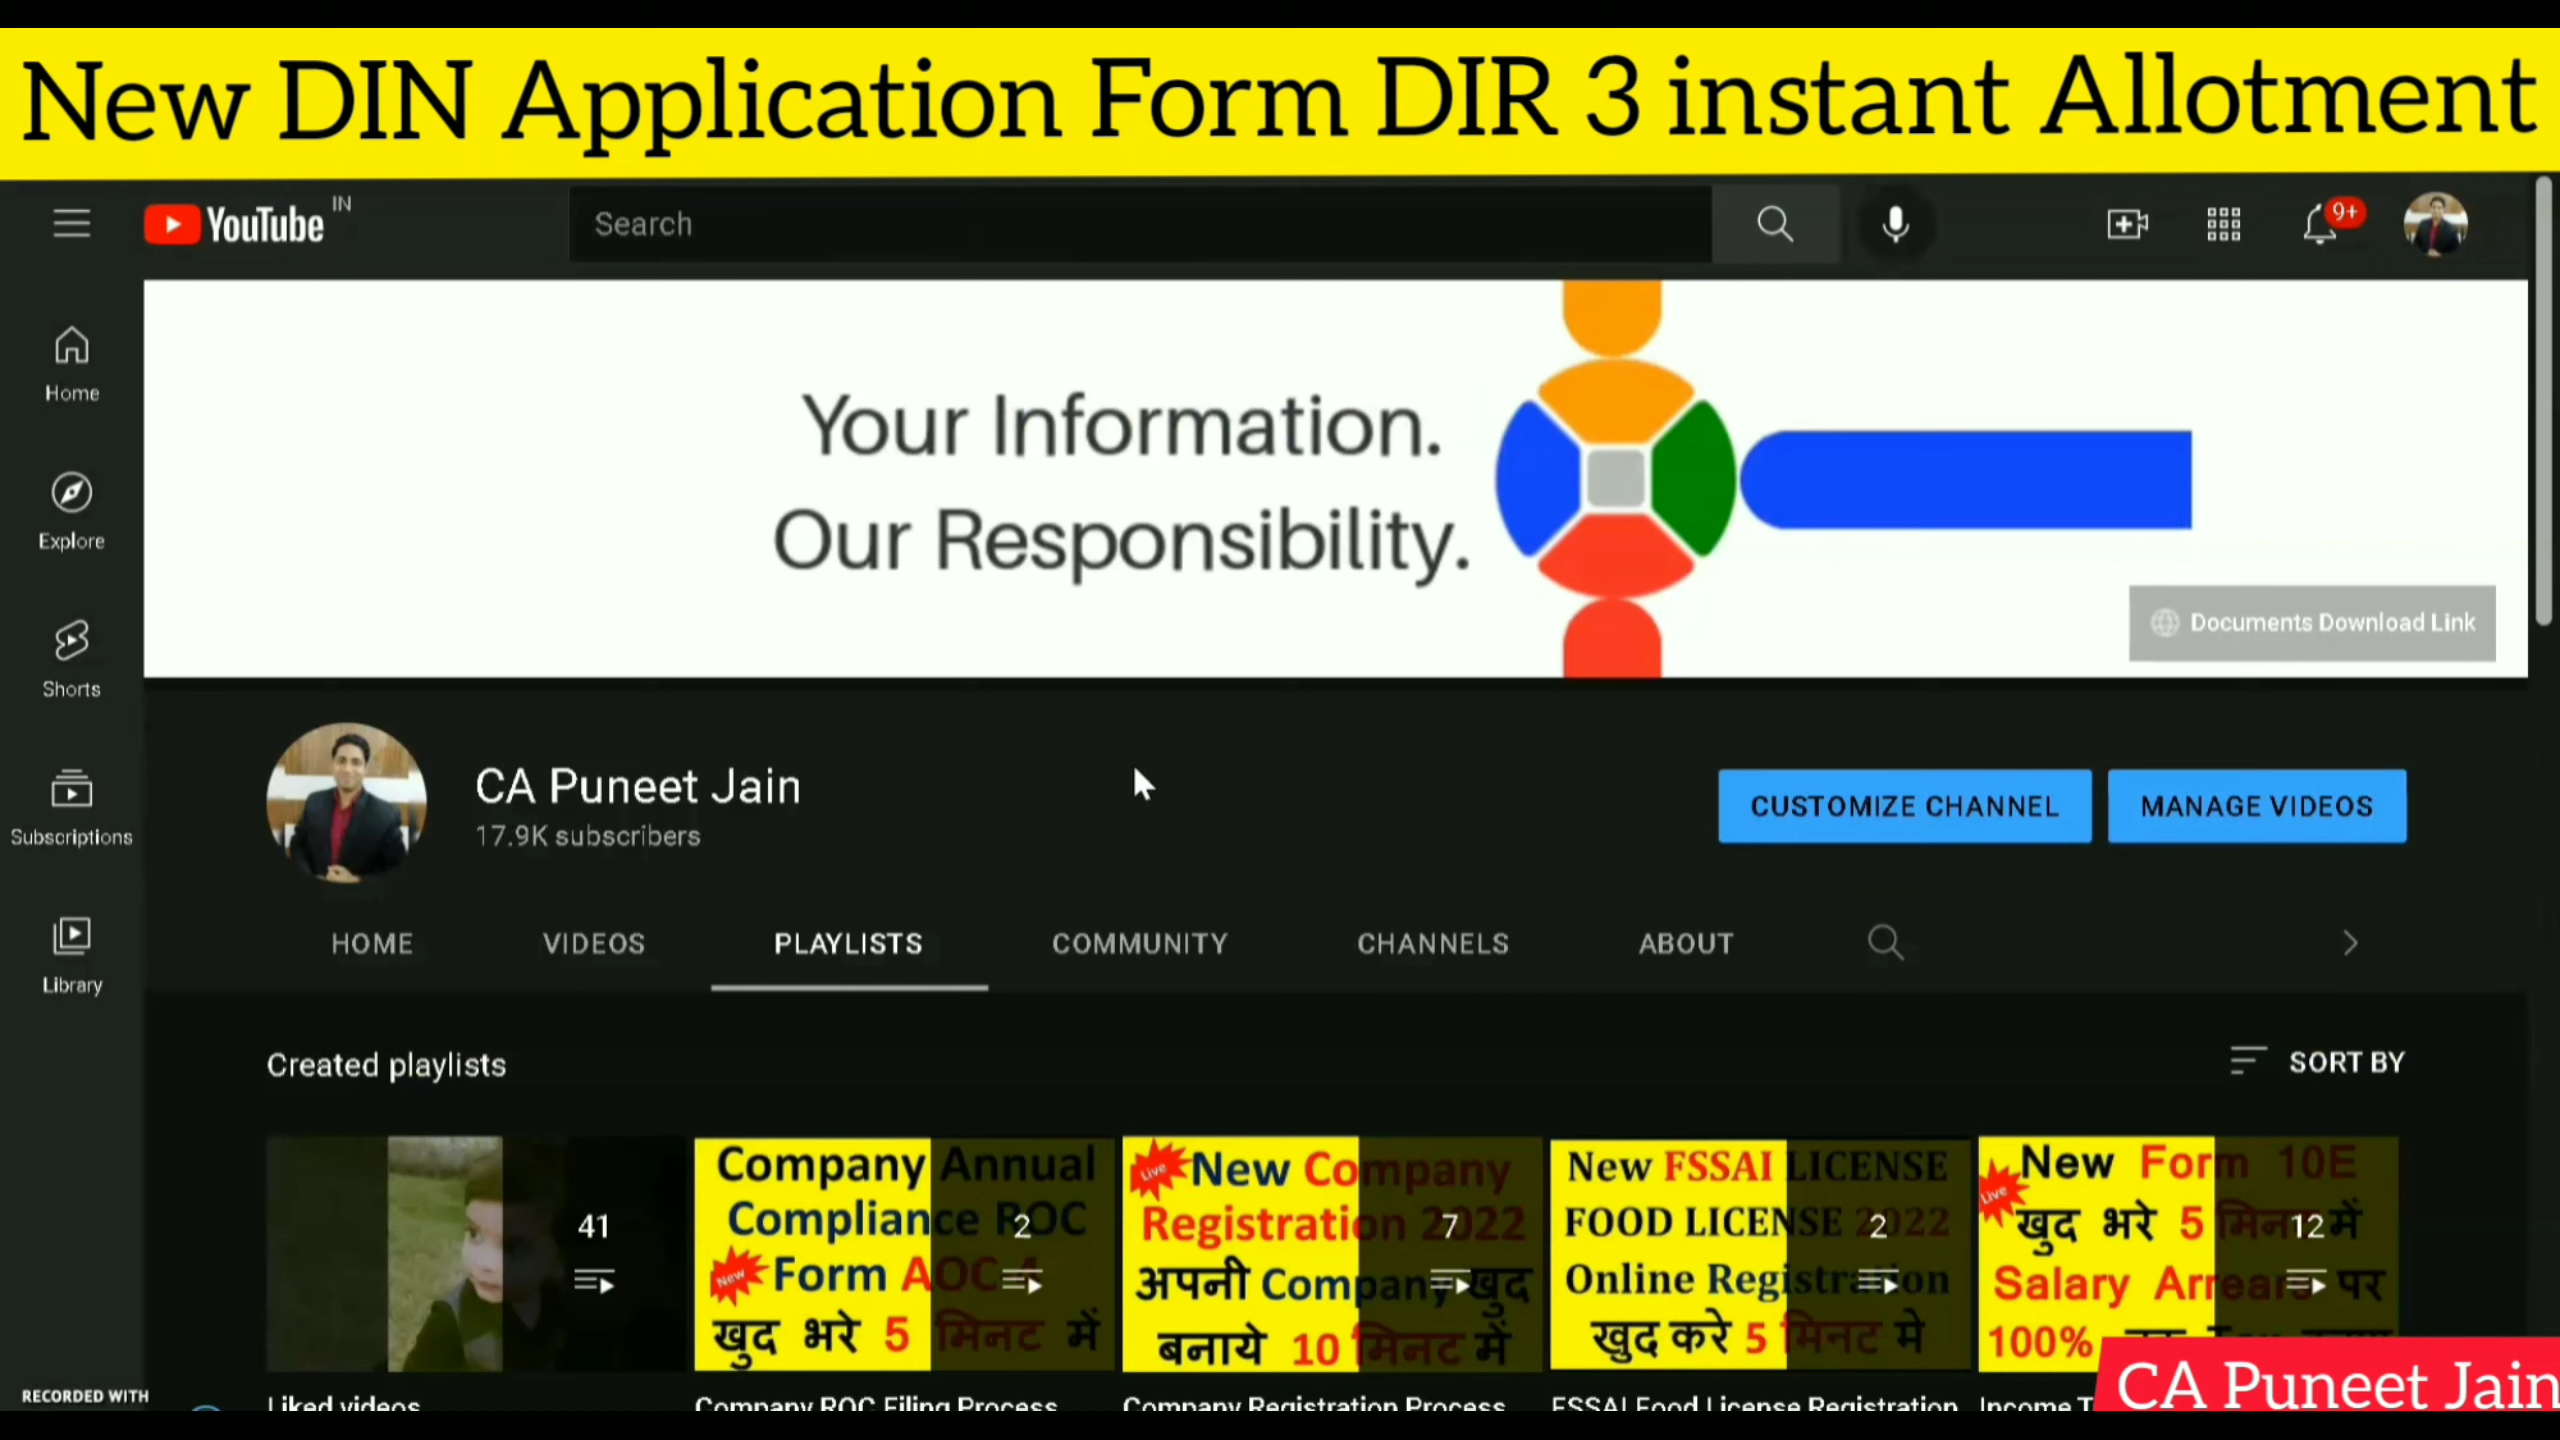 New DIN Application Form DIR 3 instant Allotment
YouTube IN
Search
9+
Home
Explore
Shorts
Subscriptions
Library
Your Information.
Our Responsibility.
Documents Download Link
CA Puneet Jain
17.9K subscribers
CUSTOMIZE CHANNEL
MANAGE VIDEOS
HOME
VIDEOS
PLAYLISTS
COMMUNITY
CHANNELS
ABOUT
Created playlists
SORT BY
41
Liked videos
Company Annual
Compliance ROC
New Form AOC 4
खुद भरे 5 मिनट में
2
Company ROC Filing Process
Live New Company
Registration 2022
अपनी Company खुद
बनाये 10 मिनट में
7
Company Registration Process
New FSSAI LICENSE
FOOD LICENSE 2022
Online Registration
खुद करे 5 मिनट मे
2
FSSAI Food License Registration
Live New Form 10E
खुद भरे 5 मिनट में
Salary Arrears पर
100%
12
RECORDED WITH
CA Puneet Jain